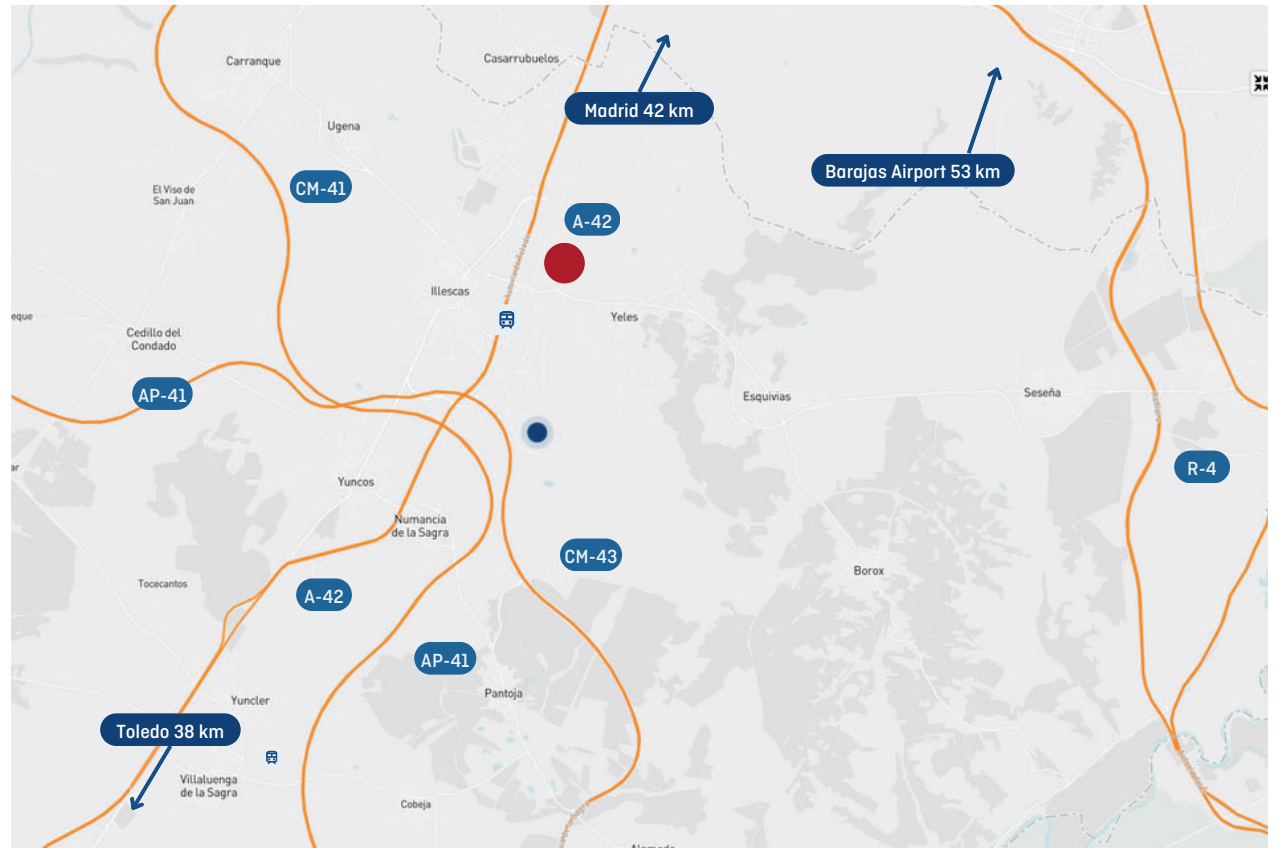 Carranque
Casarrubuelos
Madrid 42 km
Ugena
Barajas Airport 53 km
CM-41
El Viso de
San Juan
A-42
Illescas
Yeles
eque
Cedillo del
Condado
AP-41
Esquivias
Seseña
R-4
ar
Yuncos
Numancia
de la Sagra
CM-43
Borox
Tocecantos
A-42
AP-41
Pantoja
Yuncler
Toledo 38 km
Villaluenga
de la Sagra
Cobeja